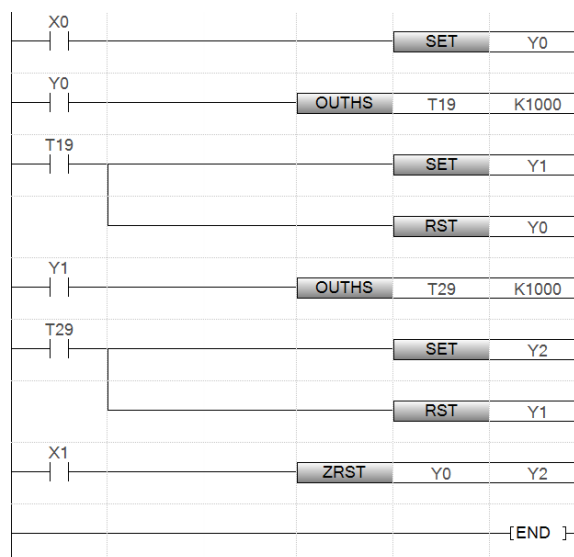 X0
SET Y0
Y0
OUTHS T19 K1000
T19
SET Y1
RST Y0
Y1
OUTHS T29 K1000
T29
SET Y2
RST Y1
X1
ZRST Y0 Y2
[END ]